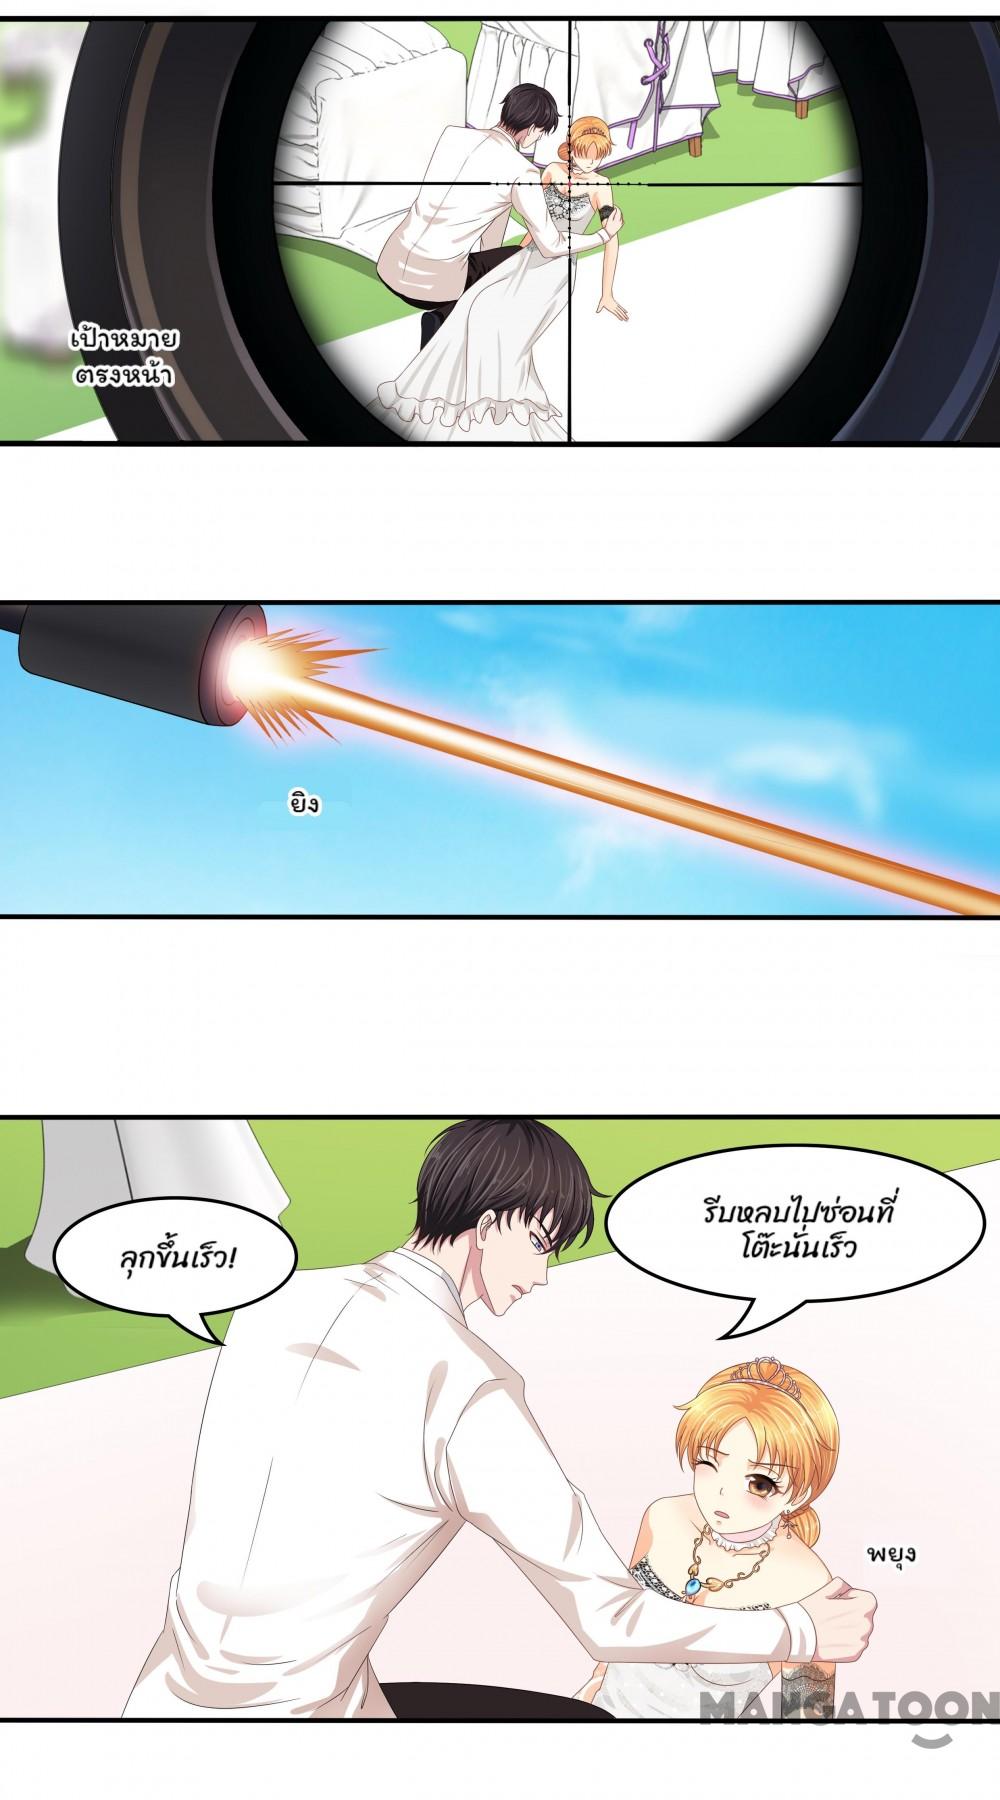 เป้าหมาย
ตรงหน้า
ยิง
ลุกขึ้นเร็ว!
รีบหลบไปซ่อนที่
โต๊ะนั่นเร็ว
พยุง
MANGATOON